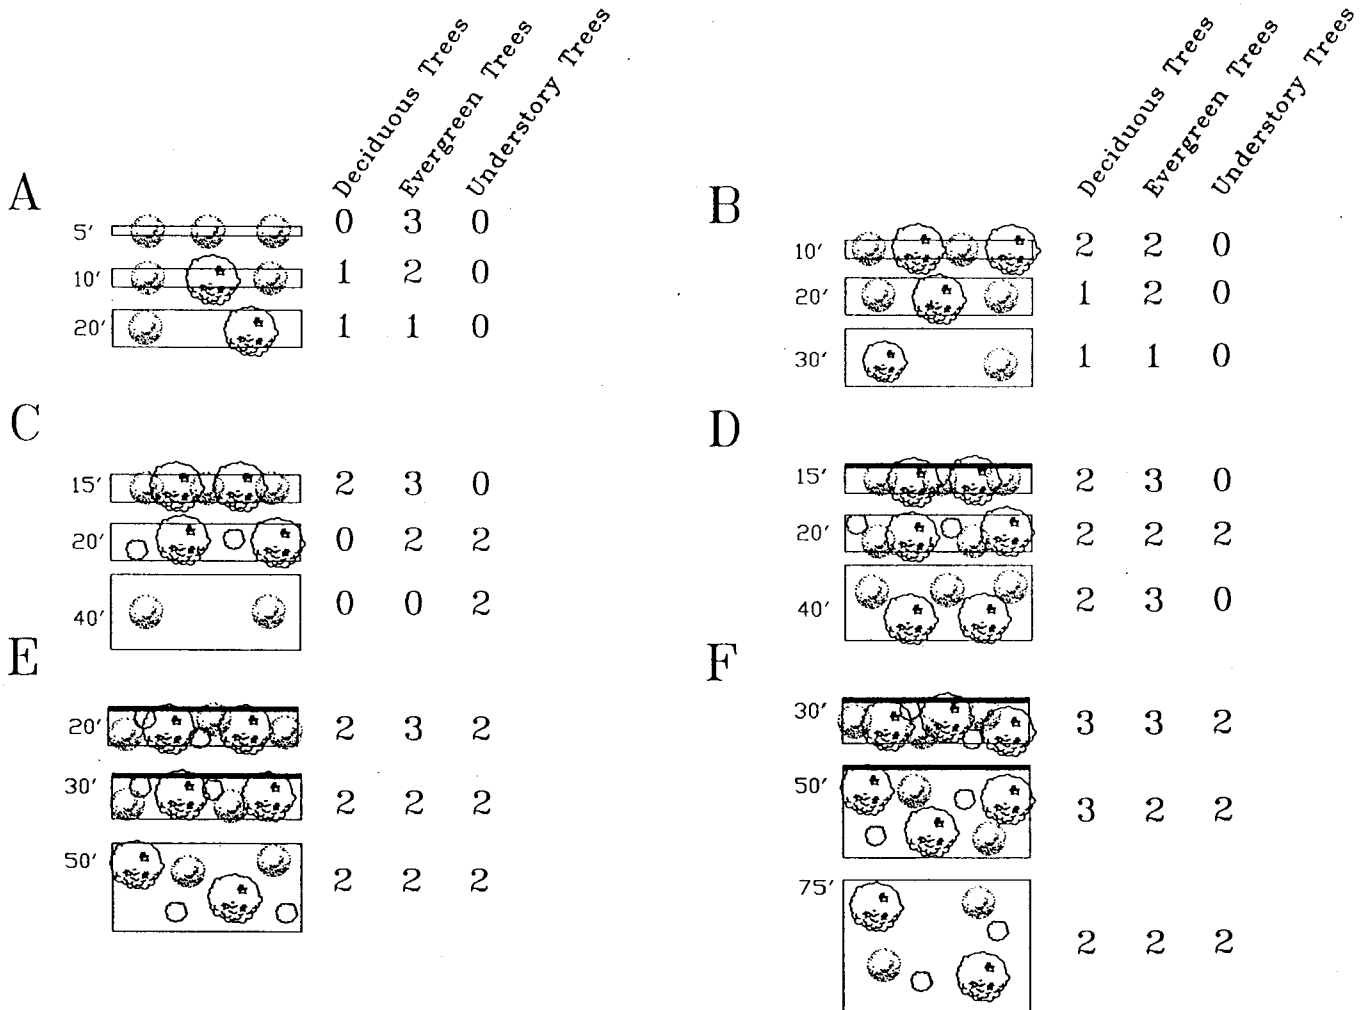 Deciduous Trees
Evergreen Trees
Understory Trees
A
5' 0 3 0
10' 1 2 0
20' 1 1 0
Deciduous Trees
Evergreen Trees
Understory Trees
B
10' 2 2 0
20' 1 2 0
30' 1 1 0
C
15' 2 3 0
20' 0 2 2
40' 0 0 2
D
15' 2 3 0
20' 2 2 2
40' 2 3 0
E
20' 2 3 2
30' 2 2 2
50' 2 2 2
F
30' 3 3 2
50' 3 2 2
75' 2 2 2